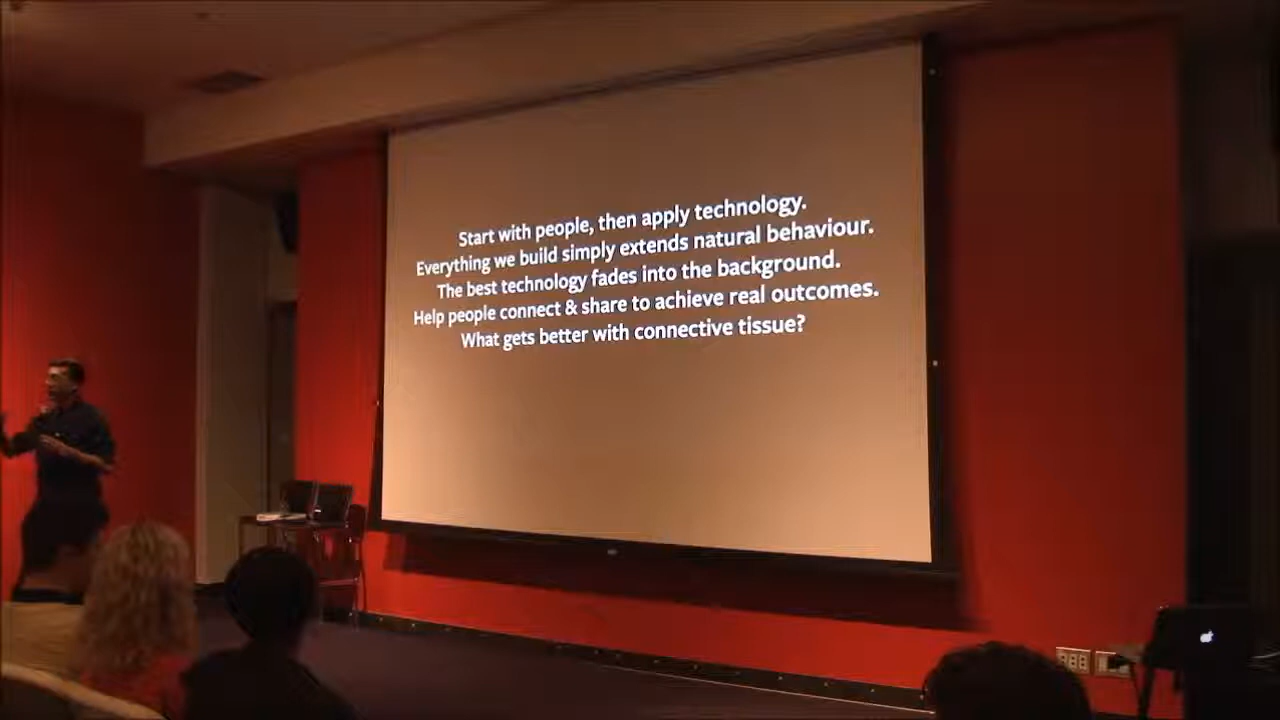 Start with people, then apply technology.
Everything we build simply extends natural behaviour.
The best technology fades into the background.
Help people connect & share to achieve real outcomes.
What gets better with connective tissue?